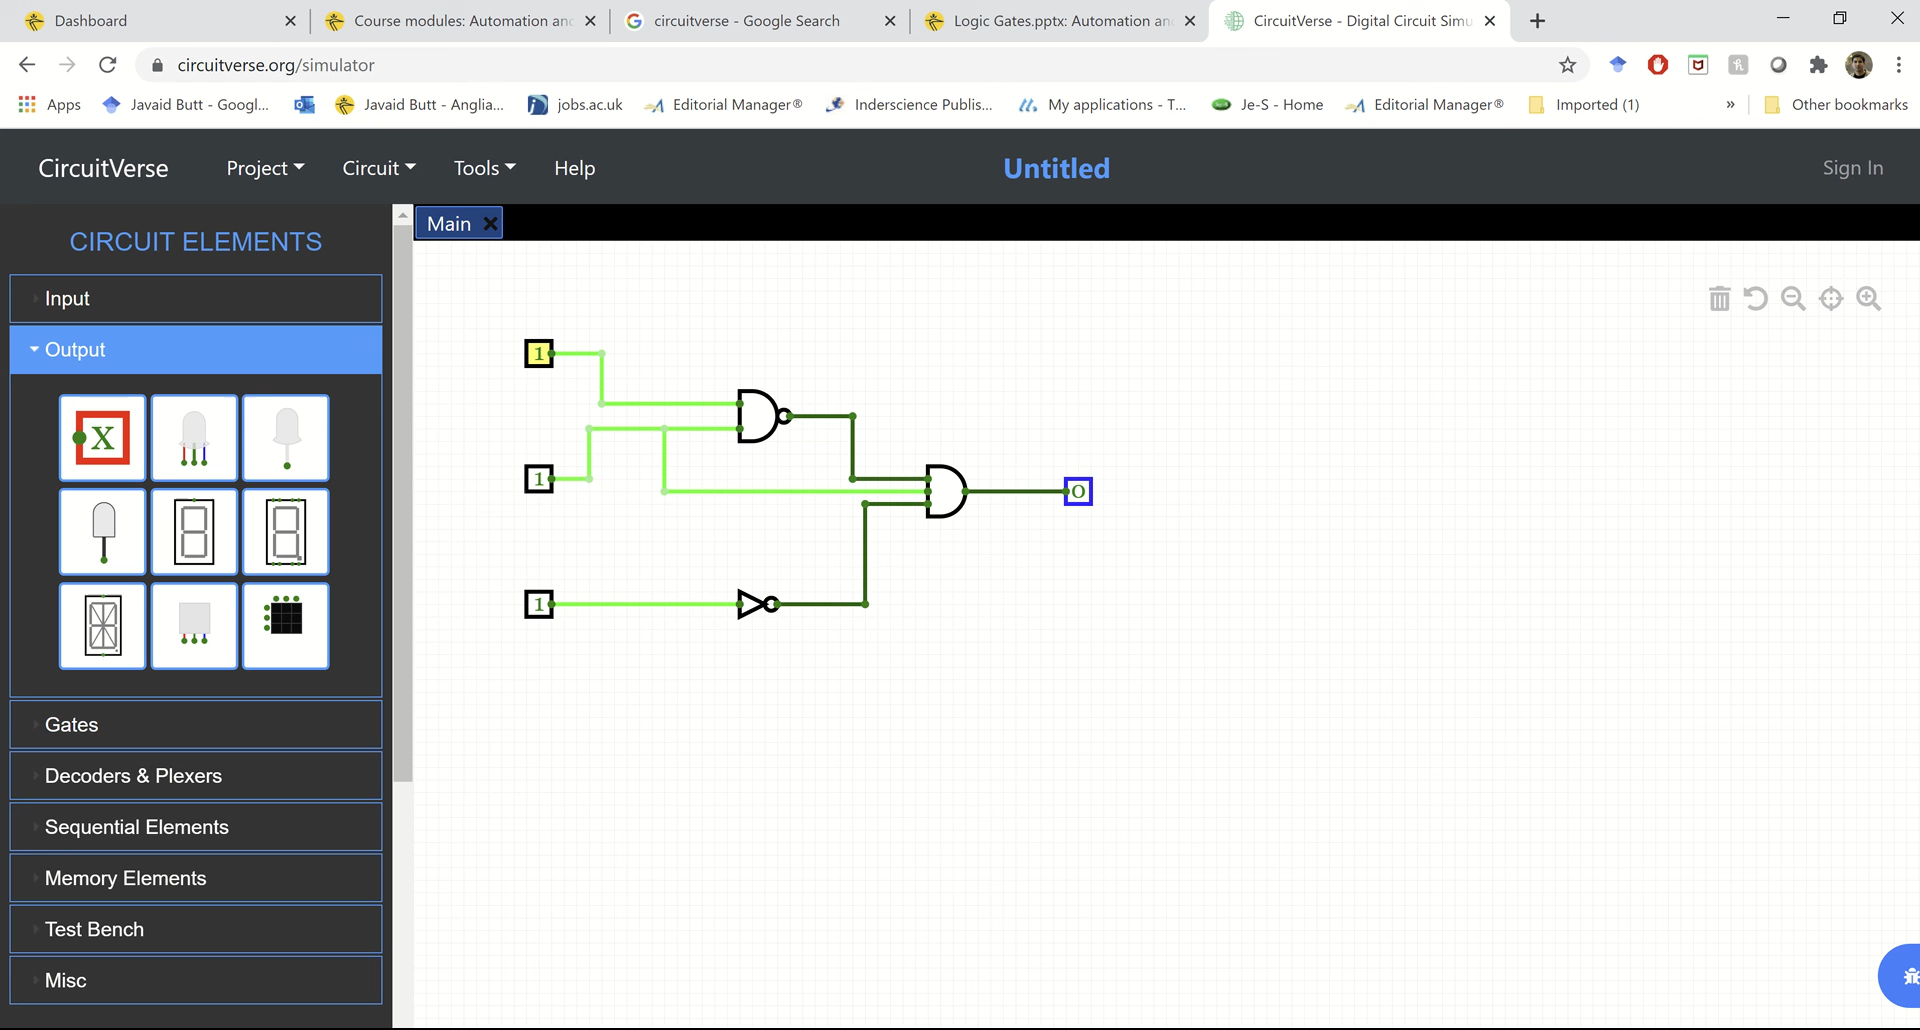 Dashboard
Course modules: Automation an
circuitverse - Google Search
Logic Gates.pptx: Automation an
CircuitVerse - Digital Circuit Simu
circuitverse.org/simulator
Apps
Javaid Butt - Googl...
Javaid Butt - Anglia...
jobs.ac.uk
Editorial Manager®
Inderscience Publis...
My applications - T...
Je-S - Home
Editorial Manager®
Imported (1)
»
Other bookmarks
CircuitVerse
Project
Circuit
Tools
Help
Untitled
Sign In
CIRCUIT ELEMENTS
Main
Input
Output
X
Gates
Decoders & Plexers
Sequential Elements
Memory Elements
Test Bench
Misc
1
1
0
1